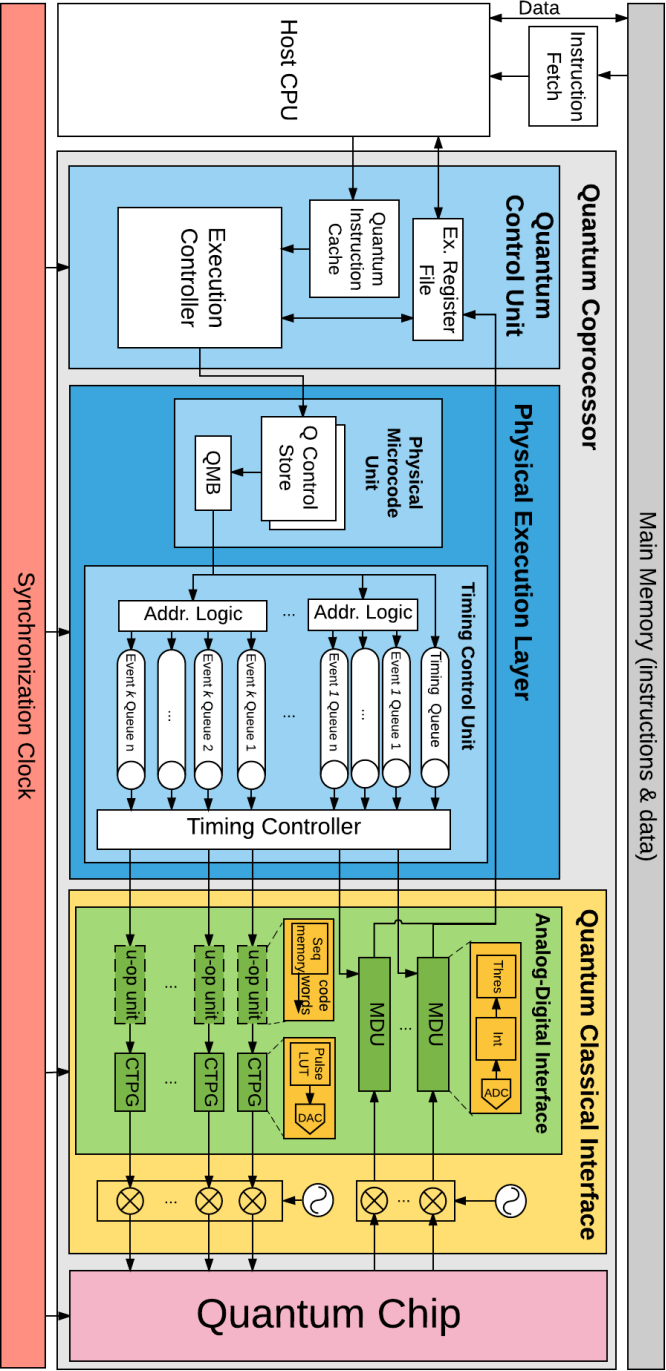 Data
Host CPU
Instruction
Fetch
Main Memory (instructions & data)
Synchronization Clock
Quantum Coprocessor
Quantum
Control Unit
Ex. Register
File
Quantum
Instruction
Cache
Execution
Controller
Physical Execution Layer
Physical
Microcode
Unit
Q Control
Store
QMB
Timing Control Unit
Addr. Logic
...
Addr. Logic
Event k Queue n
...
Event k Queue 2
Event k Queue 1
...
Event 1 Queue n
...
Event 1 Queue 1
Timing Queue
Timing Controller
Quantum Classical Interface
Analog-Digital Interface
u-op unit
...
u-op unit
u-op unit
Seq
memory
code
words
MDU
...
MDU
Thres
Int
ADC
CTPG
...
CTPG
CTPG
Pulse
LUT
DAC
...
...
Quantum Chip